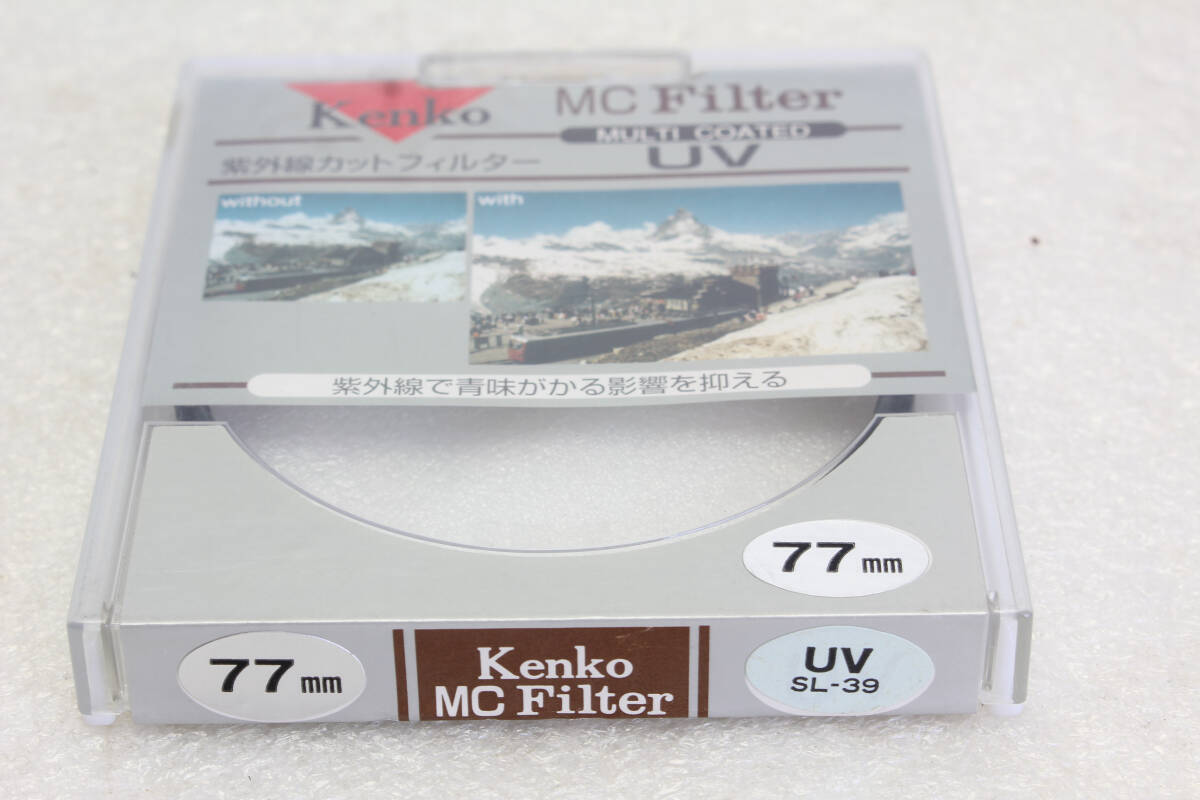 Kenko
MC Filter
MULTI COATED
紫外線カットフィルター
UV
without
with
紫外線で青味がかる影響を抑える
77mm
77mm
Kenko
MC Filter
UV
SL-39